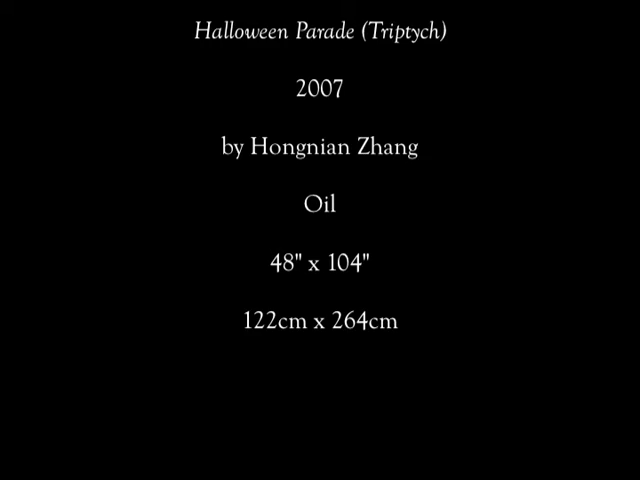 Halloween Parade (Triptych)
2007
by Hongnian Zhang
Oil
48" x 104"
122cm x 264cm